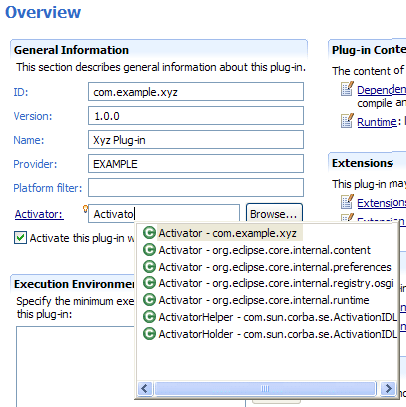 Overview
General Information
This section describes general information about this plug-in.
ID: com.example.xyz
Version: 1.0.0
Name: Xyz Plug-in
Provider: EXAMPLE
Platform filter:
Activator: Activato Browse...
Activate this plug-in w
Activator - com.example.xyz
Activator - org.eclipse.core.internal.content
Activator - org.eclipse.core.internal.preferences
Activator - org.eclipse.core.internal.registry.osgi
Activator - org.eclipse.core.internal.runtime
ActivatorHelper - com.sun.corba.se.ActivationIDL
ActivatorHolder - com.sun.corba.se.ActivationIDL
Execution Environme
Specify the minimum exe
this plug-in:
Plug-in Conte
The content of
Dependen
compile an
Runtime:
Extensions
This plug-in may
Extensions
Extension